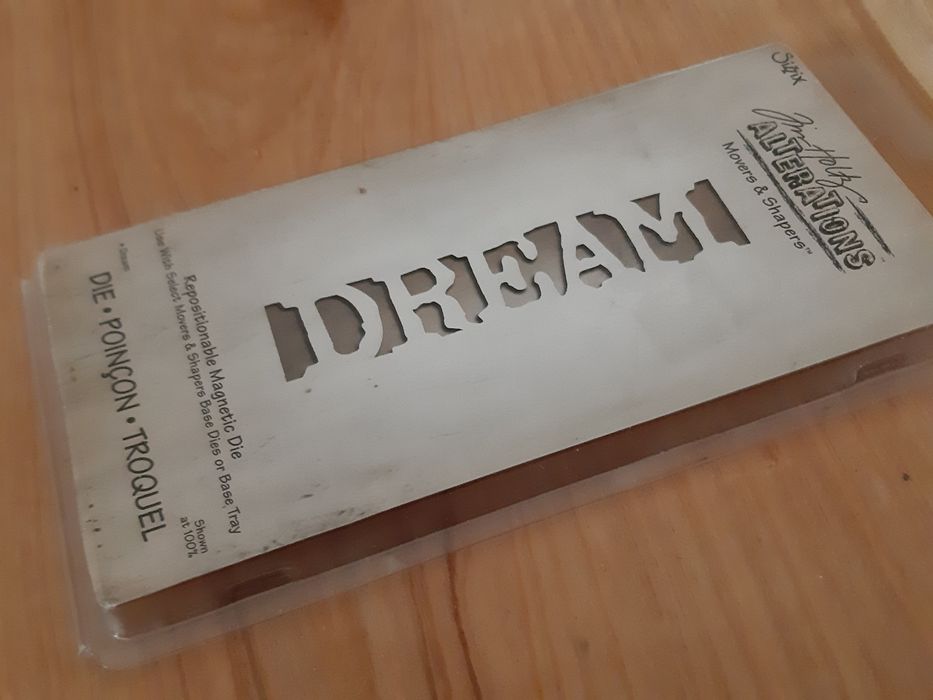 Sizzix
Tim Holtz
ALTERATIONS
Movers & Shapers™
DREAM
Repositionable Magnetic Die
Use With Select Movers & Shapers Base Dies or Base Tray
Shown
at 100%
DIE • POINÇON • TROQUEL